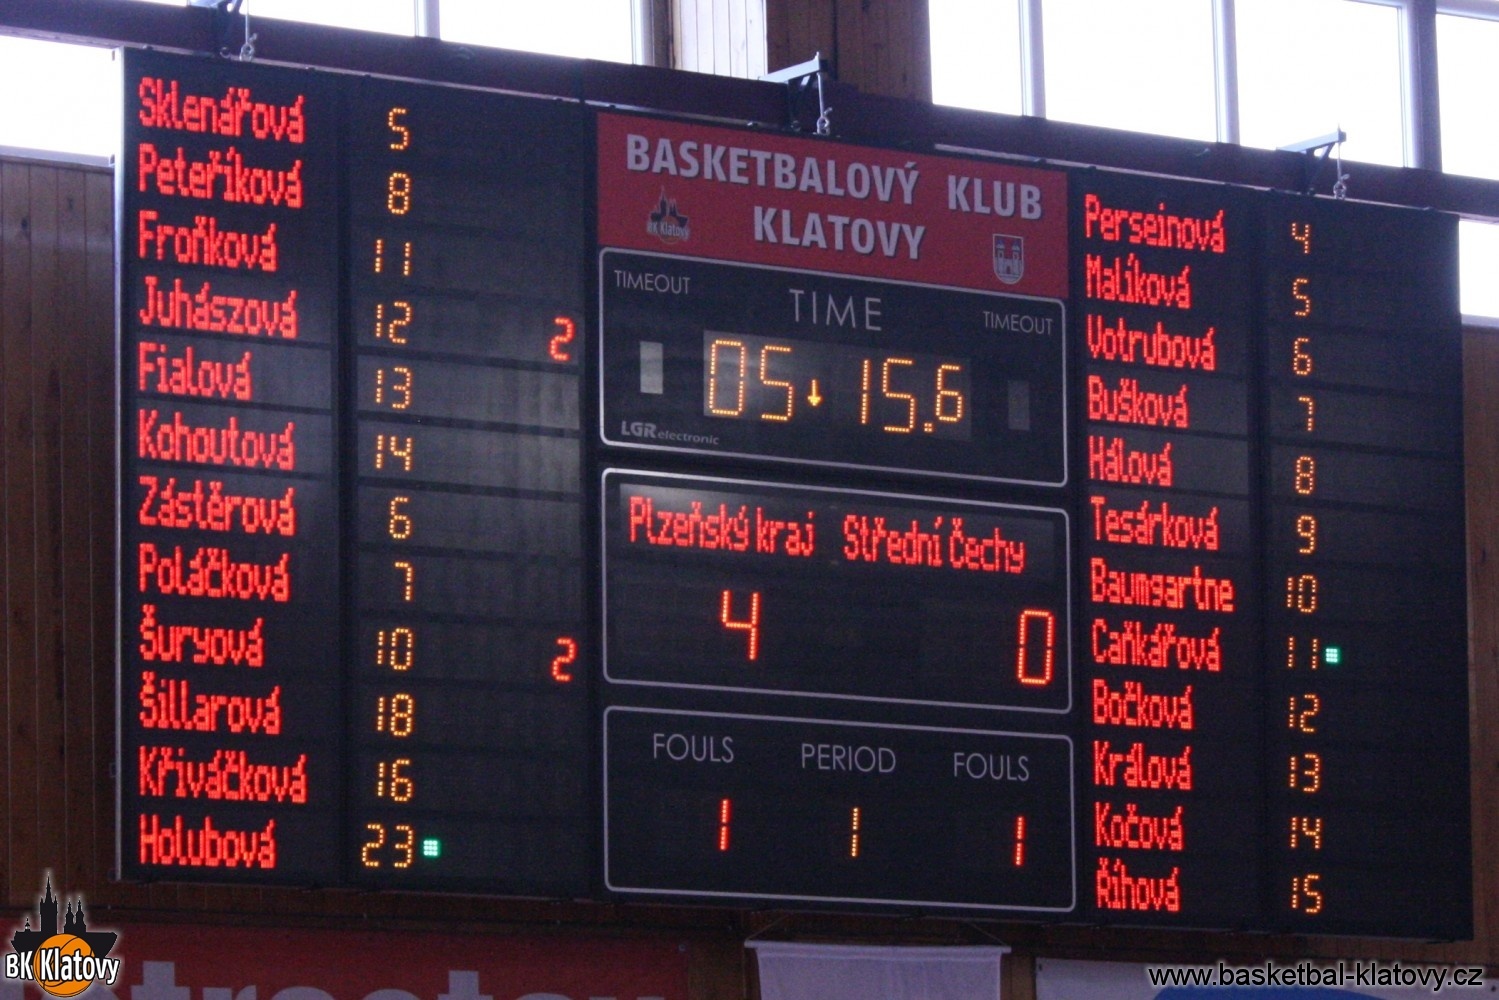 Sklenářová 5
Peteříková 8
Froňková 11
Juhászová 12 2
Fialová 13
Kohoutová 14
Zástěrová 6
Poláčková 7
Šuryová 10 2
Šillarová 18
Křiváčková 16
Holubová 23
BASKETBALOVÝ KLUB
KLATOVY
BK Klatovy
TIMEOUT TIME TIMEOUT
05 15.6
LGR electronic
Plzeňský kraj Střední Čechy
4 0
FOULS PERIOD FOULS
1 1 1
Perseinová 4
Malíková 5
Votrubová 6
Bušková 7
Hálová 8
Tesárková 9
Baumgartne 10
Caňkářová 11
Bočková 12
Králová 13
Kočová 14
Říhová 15
BK Klatovy
www.basketbal-klatovy.cz